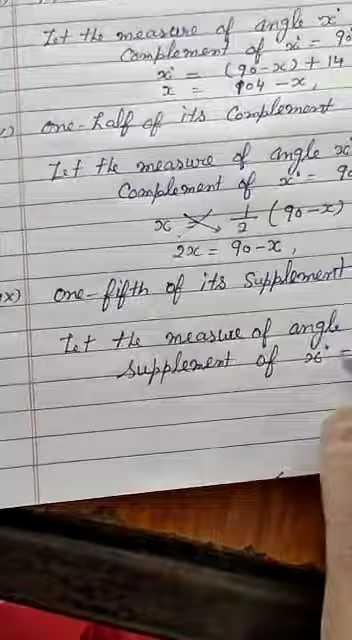 Let the measure of angle x°
Complement of x° = 90
x° = (90-x) + 14
x = 104 - x,
one-half of its Complement
Let the measure of angle x°
Complement of x° = 90
x = 1/2 (90-x)
2x = 90-x,
x) one-fifth of its Supplement
Let the measure of angle
Supplement of x° =